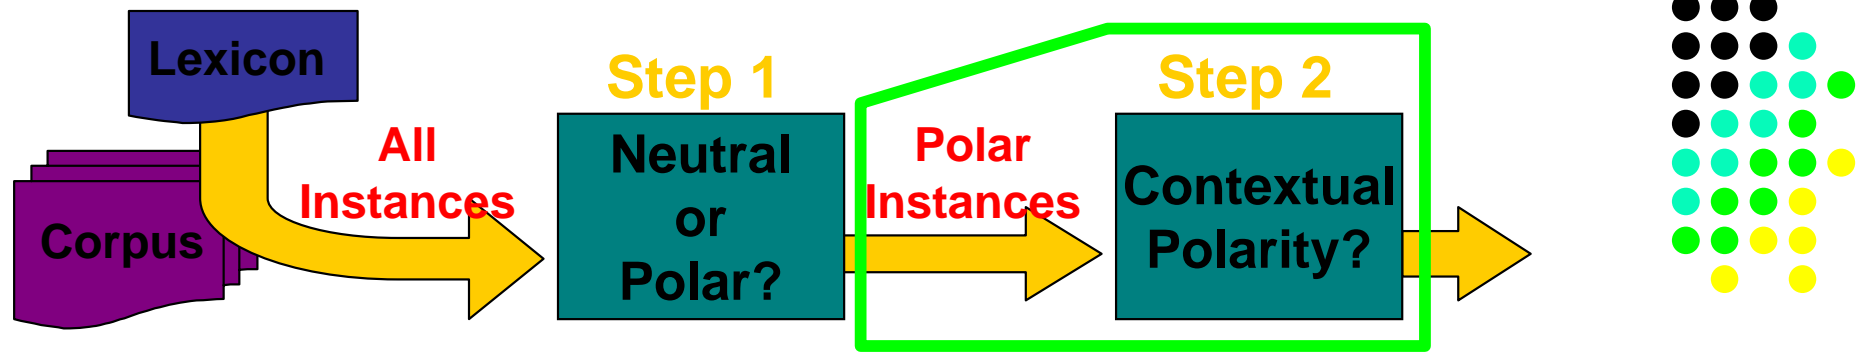 Lexicon
Corpus
All
Instances
Step 1
Neutral
or
Polar?
Polar
Instances
Step 2
Contextual
Polarity?